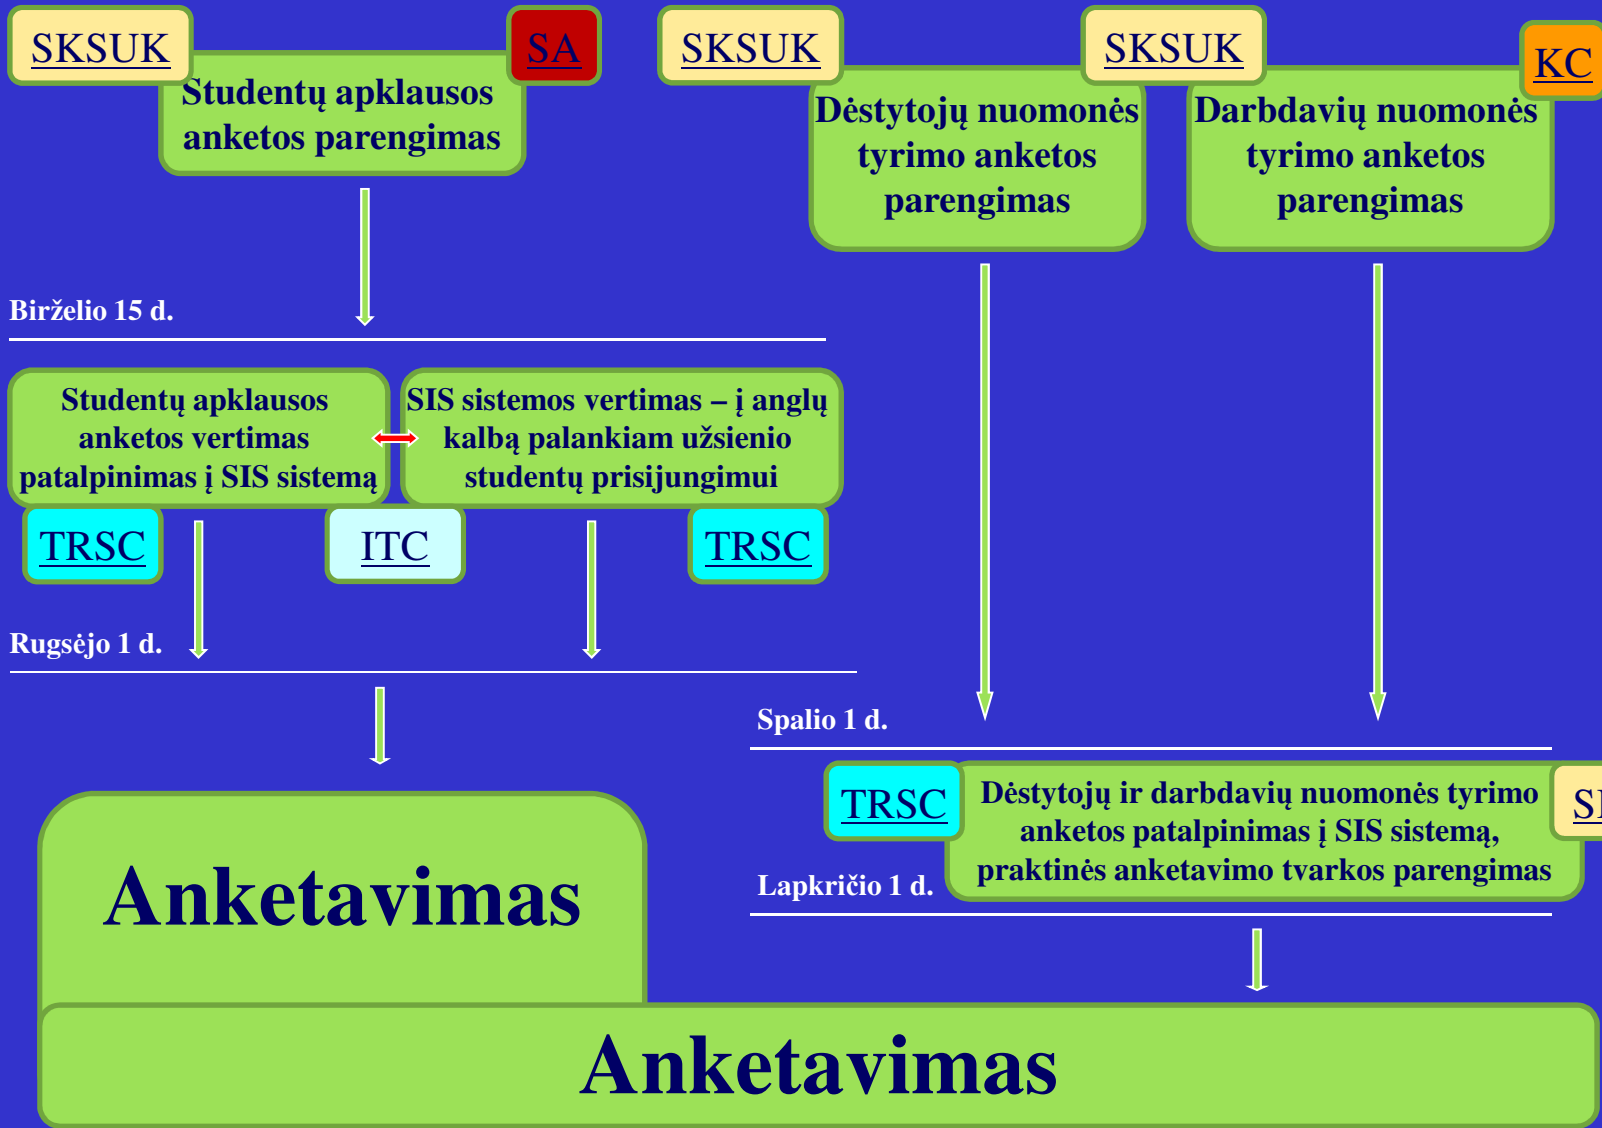 SKSUK
SA
Studentų apklausos
anketos parengimas
SKSUK
Dėstytojų nuomonės
tyrimo anketos
parengimas
SKSUK
KC
Darbdavių nuomonės
tyrimo anketos
parengimas
Birželio 15 d.
Studentų apklausos
anketos vertimas
patalpinimas į SIS sistemą
SIS sistemos vertimas – į anglų
kalbą palankiam užsienio
studentų prisijungimui
TRSC
ITC
TRSC
Rugsėjo 1 d.
Spalio 1 d.
TRSC
Dėstytojų ir darbdavių nuomonės tyrimo
anketos patalpinimas į SIS sistemą,
praktinės anketavimo tvarkos parengimas
Lapkričio 1 d.
Anketavimas
Anketavimas